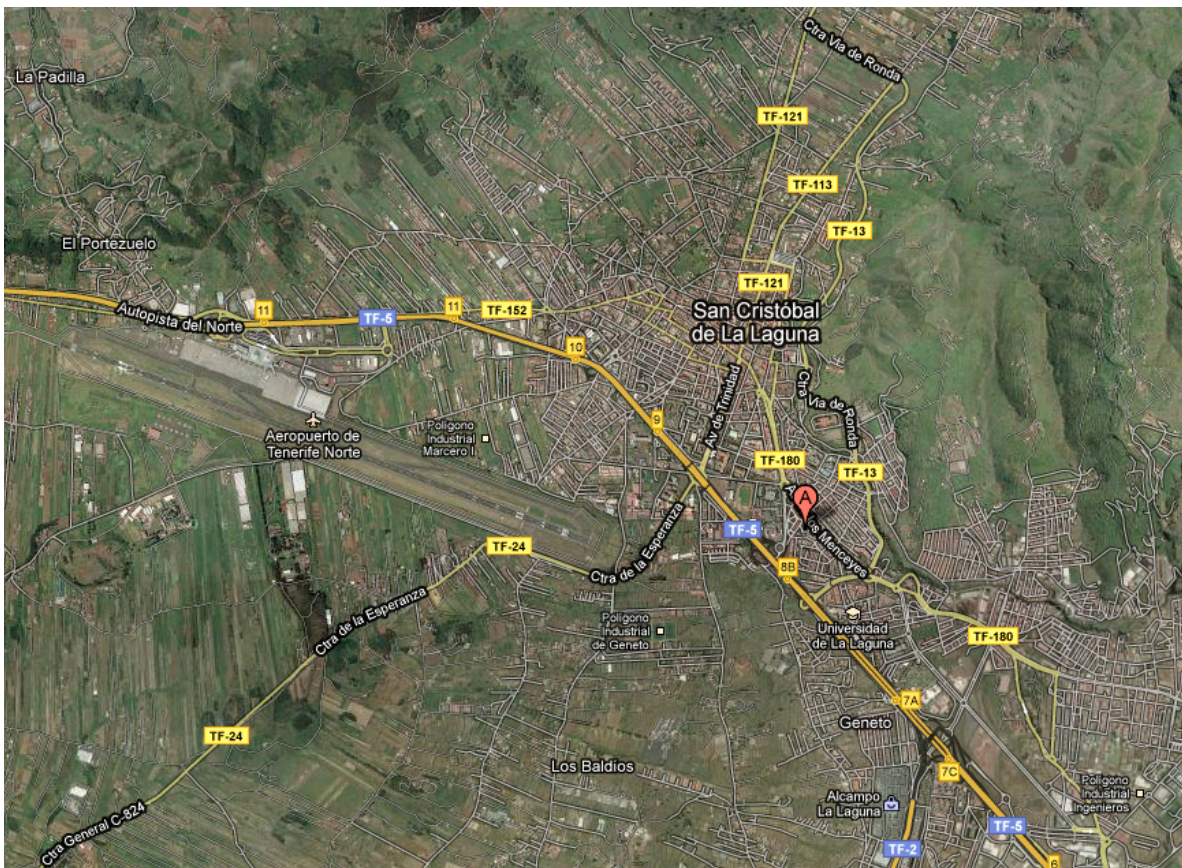 Ctra Via de Ronda
La Padilla
TF-121
TF-113
TF-13
El Portezuelo
TF-121
Autopista del Norte
11
TF-5
11
TF-152
San Cristóbal
de La Laguna
10
Av de Trinidad
Ctra Via de Ronda
9
Aeropuerto de
Tenerife Norte
Polígono
Industrial
Marcero I
TF-180
TF-13
A
TF-5
Menceyes
TF-24
Ctra de la Esperanza
8B
Ctra de la Esperanza
Polígono
Industrial
de Geneto
Universidad
de La Laguna
TF-180
TF-24
7A
Geneto
Los Baldios
7C
Alcampo
La Laguna
Polígono
Industrial
Ingenieros
Ctra General C-824
TF-5
TF-2
6